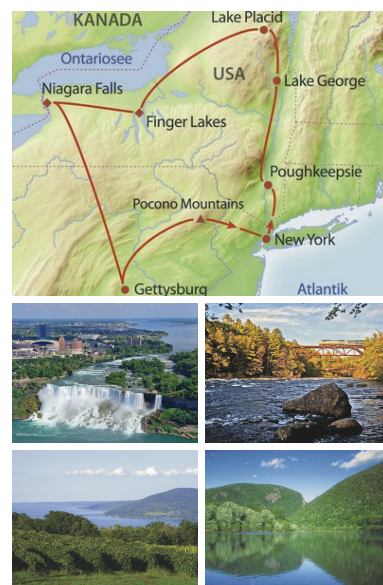 KANADA
Lake Placid
Ontariosee
USA
Lake George
Niagara Falls
Finger Lakes
Poughkeepsie
Pocono Mountains
New York
Gettysburg
Atlantik